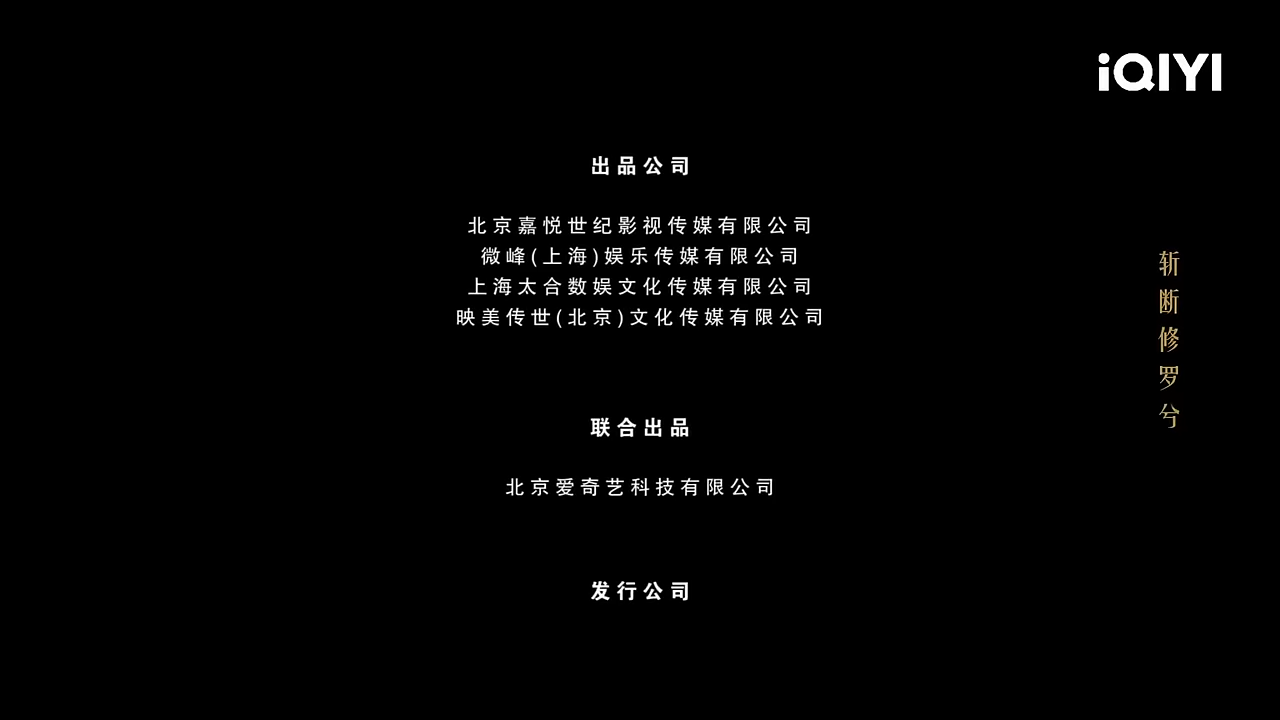 iQIYI
出品公司
北京嘉悦世纪影视传媒有限公司
微峰(上海)娱乐传媒有限公司
上海太合数娱文化传媒有限公司
映美传世(北京)文化传媒有限公司
联合出品
北京爱奇艺科技有限公司
发行公司
斩断修罗兮